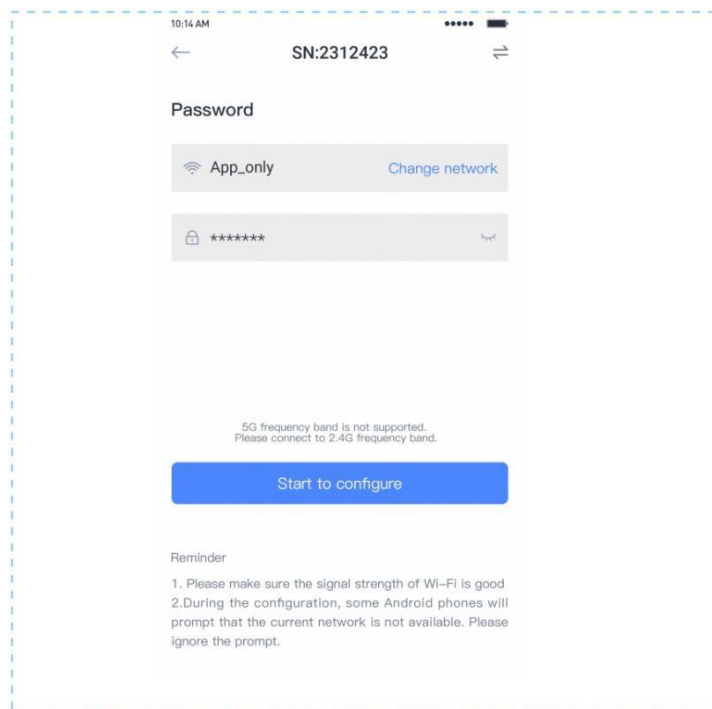 10:14 AM
SN:2312423
Password
App_only Change network
*******
5G frequency band is not supported.
Please connect to 2.4G frequency band.
Start to configure
Reminder
1. Please make sure the signal strength of Wi-Fi is good
2.During the configuration, some Android phones will
prompt that the current network is not available. Please
ignore the prompt.